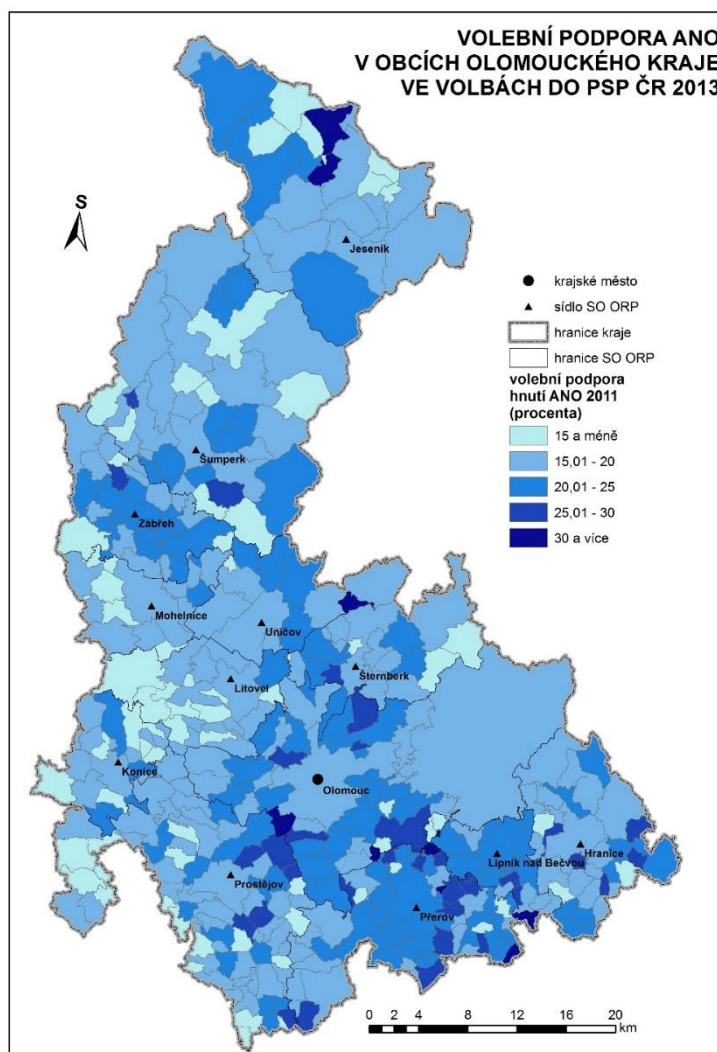 VOLEBNÍ PODPORA ANO
V OBCÍCH OLOMOUCKÉHO KRAJE
VE VOLBÁCH DO PSP ČR 2013
S
Jeseník
krajské město
sídlo SO ORP
hranice kraje
hranice SO ORP
volební podpora
hnutí ANO 2011
(procenta)
15 a méně
15,01 - 20
20,01 - 25
25,01 - 30
30 a více
Šumperk
Zábřeh
Mohelnice
Uničov
Šternberk
Litovel
Konice
Olomouc
Hranice
Lipník nad Bečvou
Prostějov
Přerov
0 2 4 8 12 16 20
km